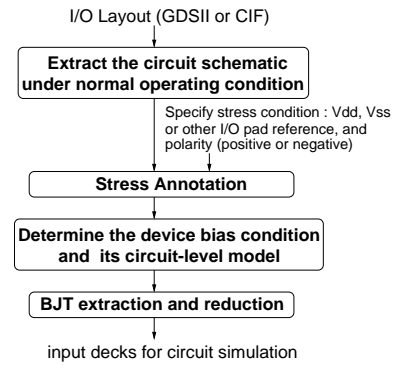 I/O Layout (GDSII or CIF)
Extract the circuit schematic
under normal operating condition
Specify stress condition : Vdd, Vss
or other I/O pad reference, and
polarity (positive or negative)
Stress Annotation
Determine the device bias condition
and its circuit-level model
BJT extraction and reduction
input decks for circuit simulation